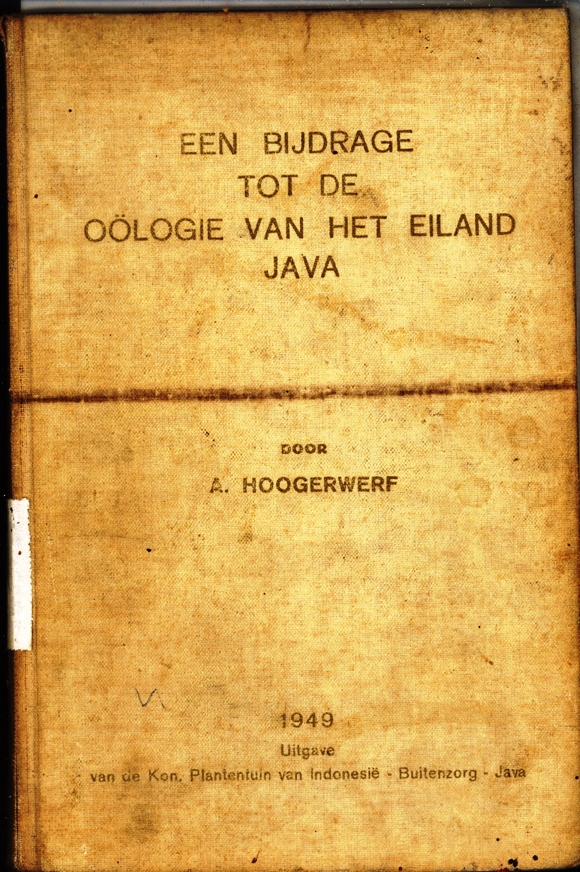 EEN BIJDRAGE
TOT DE
OÖLOGIE VAN HET EILAND
JAVA
DOOR
A. HOOGERWERF
1949
Uitgave
van de Kon. Plantentuin van Indonesië - Buitenzorg - Java